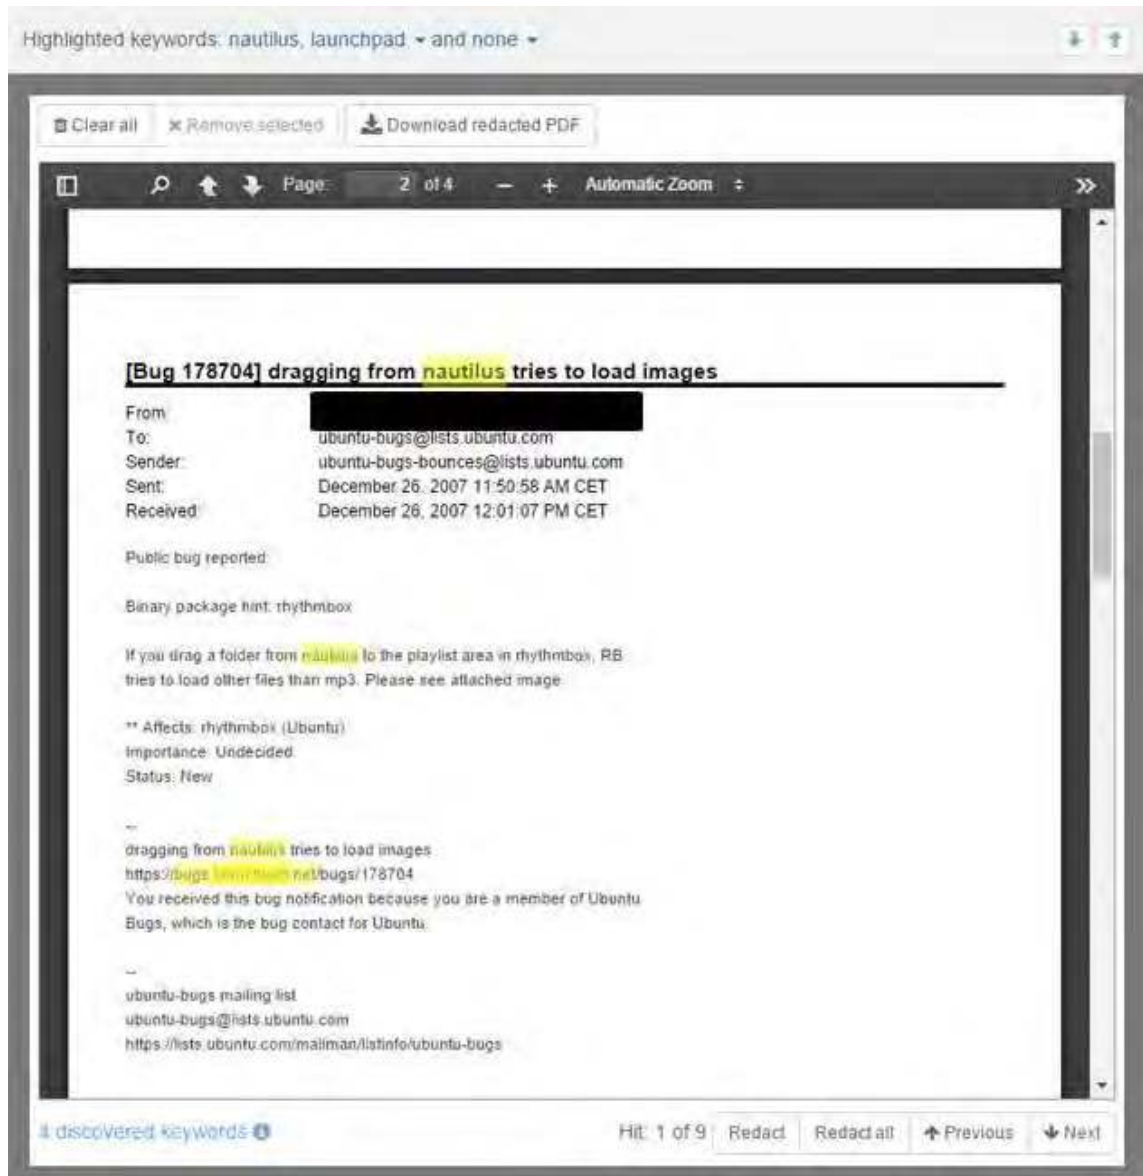 Highlighted keywords: nautilus, launchpad and none
Clear all Remove selected Download redacted PDF
Page: 2 of 4 Automatic Zoom
[Bug 178704] dragging from nautilus tries to load images
From:
To: ubuntu-bugs@lists.ubuntu.com
Sender: ubuntu-bugs-bounces@lists.ubuntu.com
Sent: December 26, 2007 11:50:58 AM CET
Received: December 26, 2007 12:01:07 PM CET
Public bug reported:
Binary package hint: rhythmbox
If you drag a folder from nautilus to the playlist area in rhythmbox, RB
tries to load other files than mp3. Please see attached image
** Affects: rhythmbox (Ubuntu)
Importance: Undecided
Status: New
--
dragging from nautilus tries to load images
https://bugs.launchpad.net/bugs/178704
You received this bug notification because you are a member of Ubuntu
Bugs, which is the bug contact for Ubuntu.
--
ubuntu-bugs mailing list
ubuntu-bugs@lists.ubuntu.com
https://lists.ubuntu.com/mailman/listinfo/ubuntu-bugs
4 discovered keywords Hit: 1 of 9 Redact Redact all Previous Next